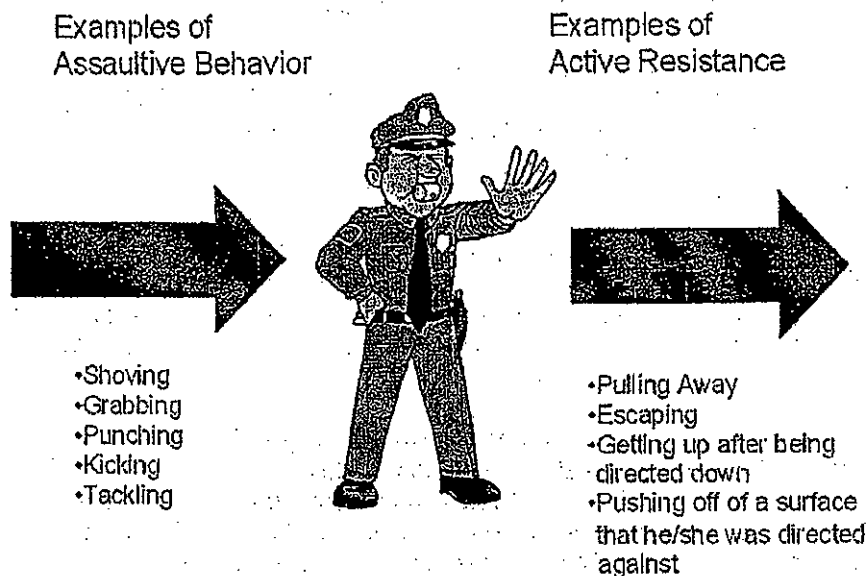 Examples of
Assaultive Behavior
•Shoving
•Grabbing
•Punching
•Kicking
•Tackling
Examples of
Active Resistance
•Pulling Away
•Escaping
•Getting up after being
directed down
•Pushing off of a surface
that he/she was directed
against